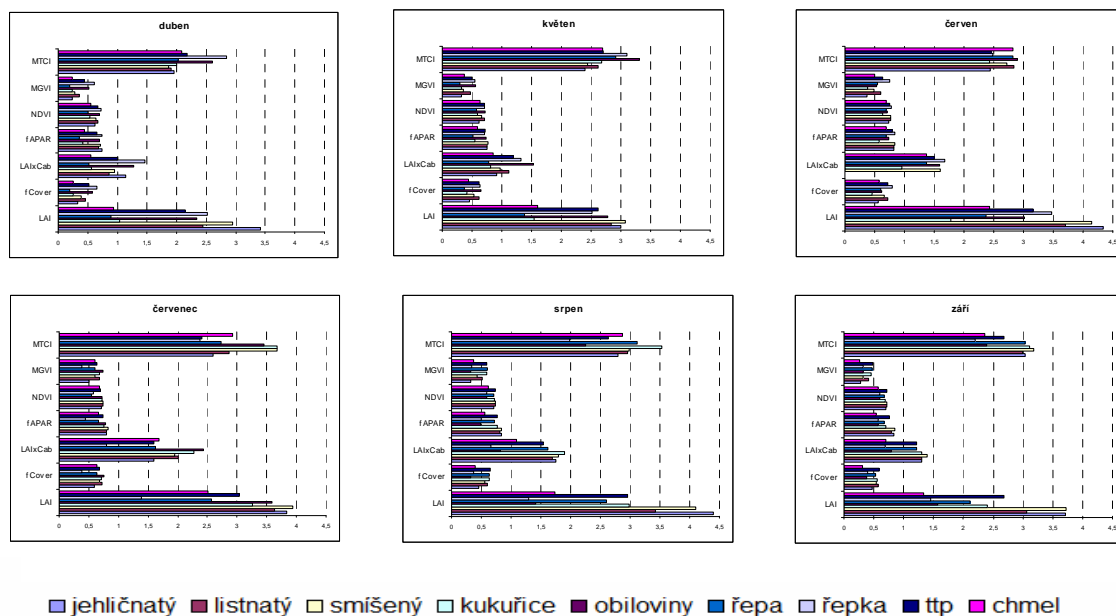 duben
MTCI
MGVI
NDVI
fAPAR
LAIxCab
fCover
LAI
0 0,5 1 1,5 2 2,5 3 3,5 4 4,5
květen
MTCI
MGVI
NDVI
fAPAR
LAIxCab
fCover
LAI
0 0,5 1 1,5 2 2,5 3 3,5 4 4,5
červen
MTCI
MGVI
NDVI
fAPAR
LAIxCab
fCover
LAI
0 0,5 1 1,5 2 2,5 3 3,5 4 4,5
červenec
MTCI
MGVI
NDVI
fAPAR
LAIxCab
fCover
LAI
0 0,5 1 1,5 2 2,5 3 3,5 4 4,5
srpen
MTCI
MGVI
NDVI
fAPAR
LAIxCab
fCover
LAI
0 0,5 1 1,5 2 2,5 3 3,5 4 4,5
září
MTCI
MGVI
NDVI
fAPAR
LAIxCab
fCover
LAI
0 0,5 1 1,5 2 2,5 3 3,5 4 4,5
jehličnatý listnatý smíšený kukuřice obiloviny řepa řepka ttp chmel